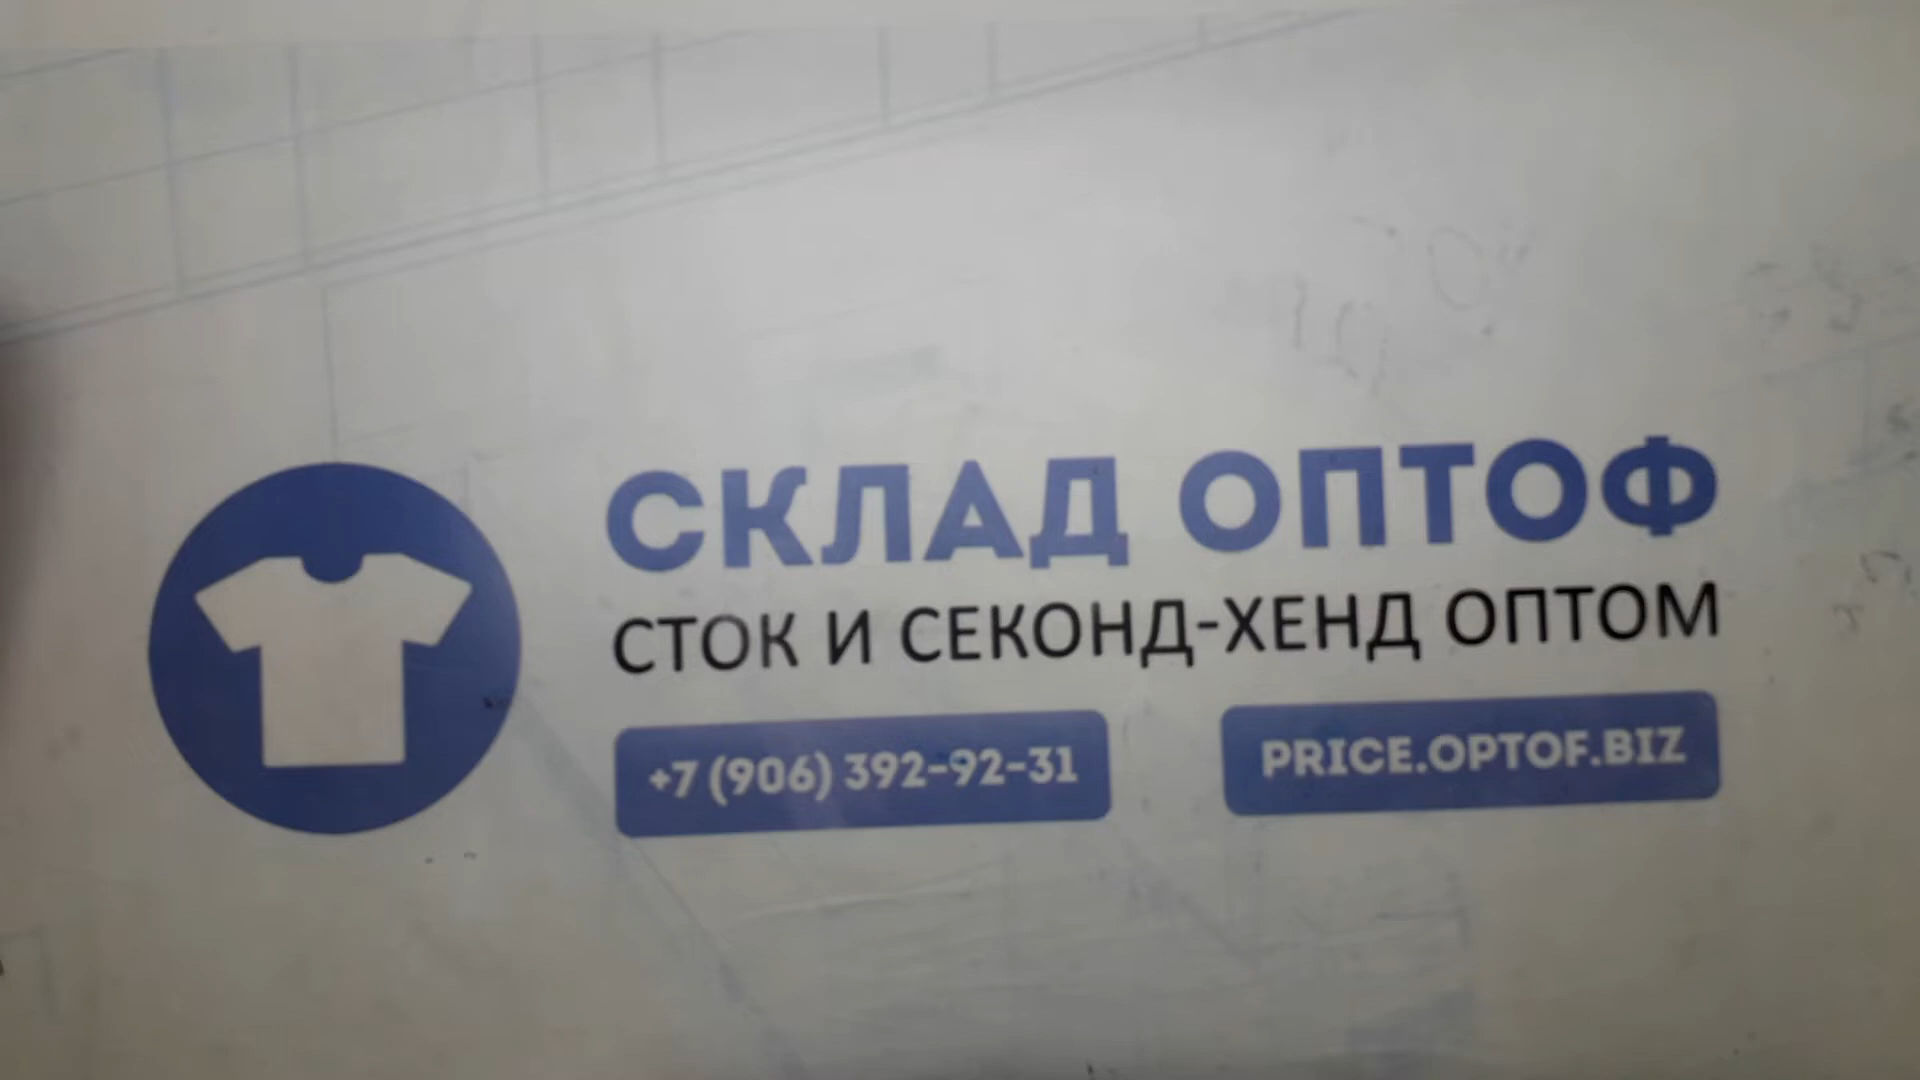 СКЛАД ОПТОФ
СТОК И СЕКОНД-ХЕНД ОПТОМ
+7 (906) 392-92-31
PRICE.OPTOF.BIZ